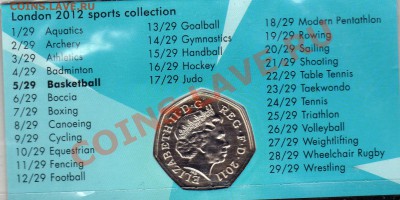 London 2012 sports collection
1/29 Aquatics
2/29 Archery
3/29 Athletics
4/29 Badminton
5/29 Basketball
6/29 Boccia
7/29 Boxing
8/29 Canoeing
9/29 Cycling
10/29 Equestrian
11/29 Fencing
12/29 Football
13/29 Goalball
14/29 Gymnastics
15/29 Handball
16/29 Hockey
17/29 Judo
18/29 Modern Pentathlon
19/29 Rowing
20/29 Sailing
21/29 Shooting
22/29 Table Tennis
23/29 Taekwondo
24/29 Tennis
25/29 Triathlon
26/29 Volleyball
27/29 Weightlifting
28/29 Wheelchair Rugby
29/29 Wrestling
ELIZABETH·II·D·G REG·F·D·2011
COINS.LAVE.RU
COINS.LAVE.RU